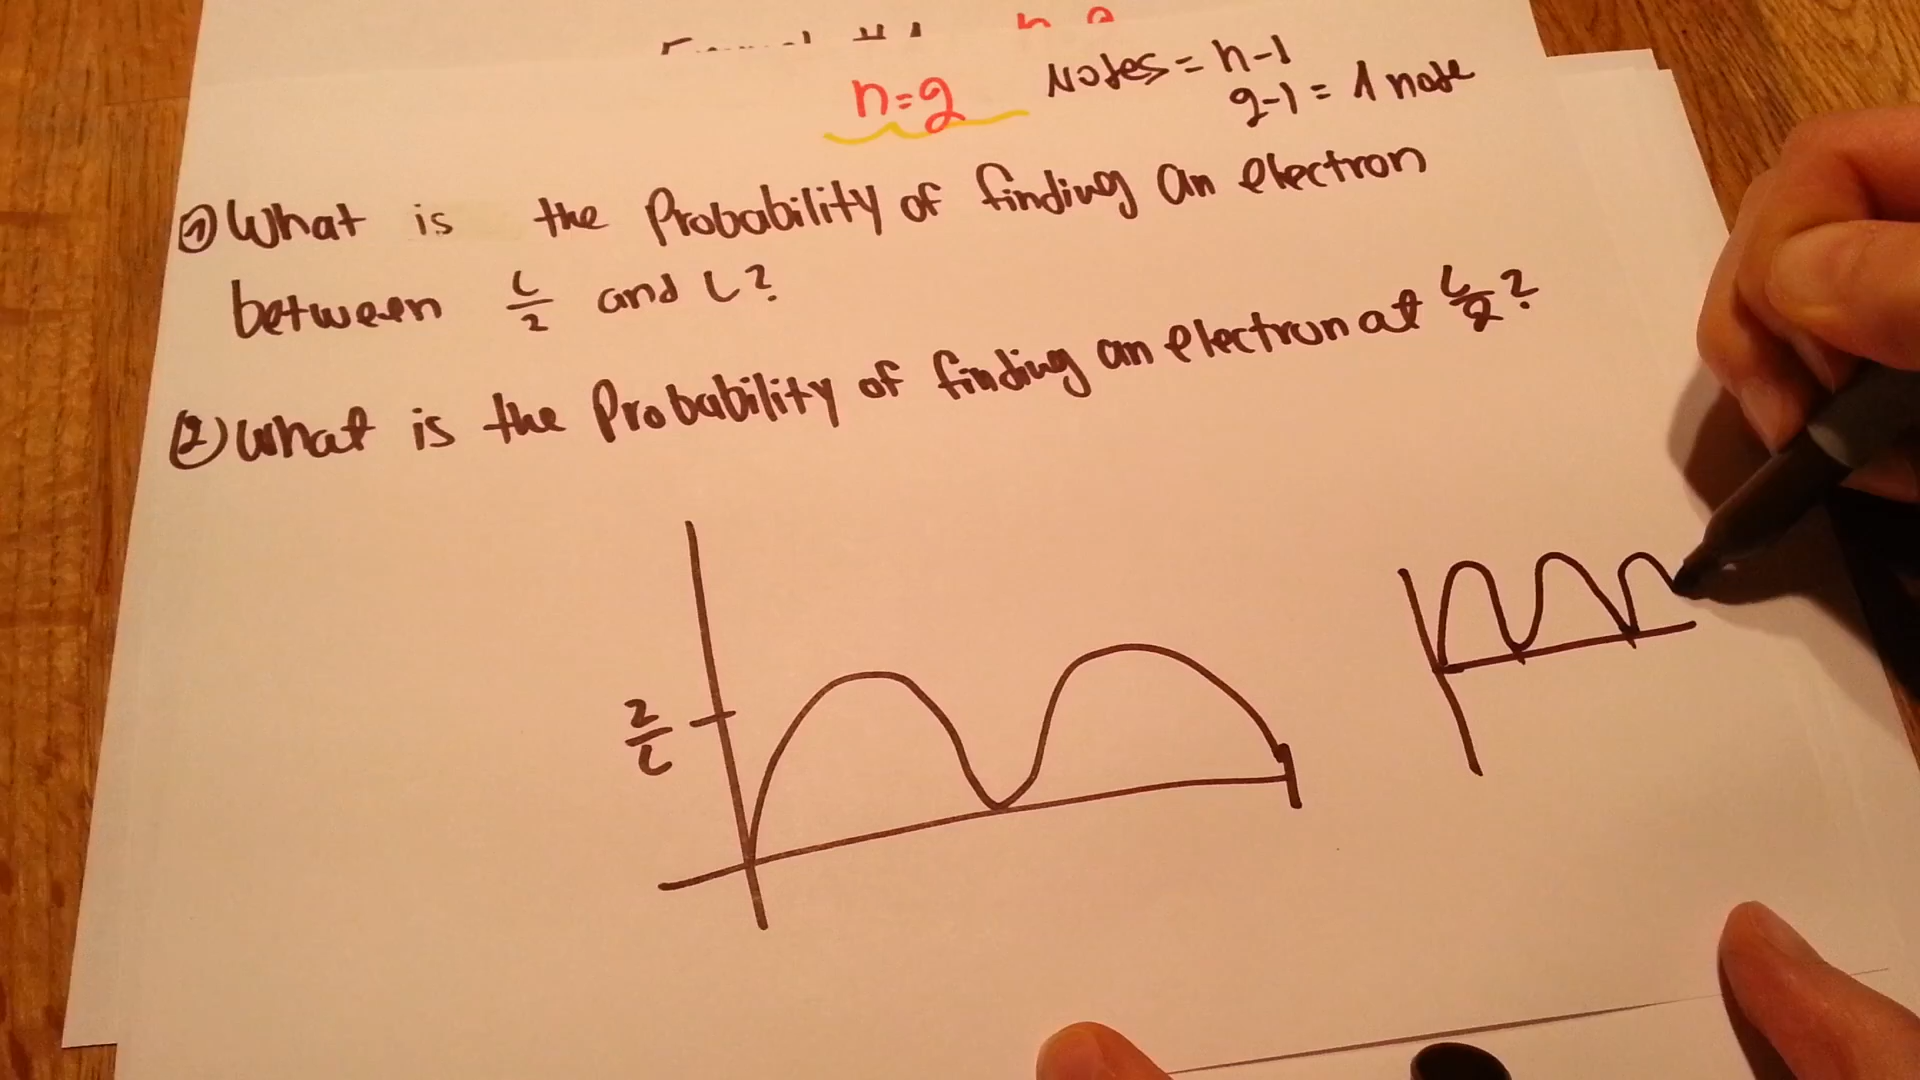 n=2
Nodes = n-1
2-1 = 1 node
① What is the Probability of finding an electron
between L/2 and L?
② What is the Probability of finding an electron at L/2?
2/L